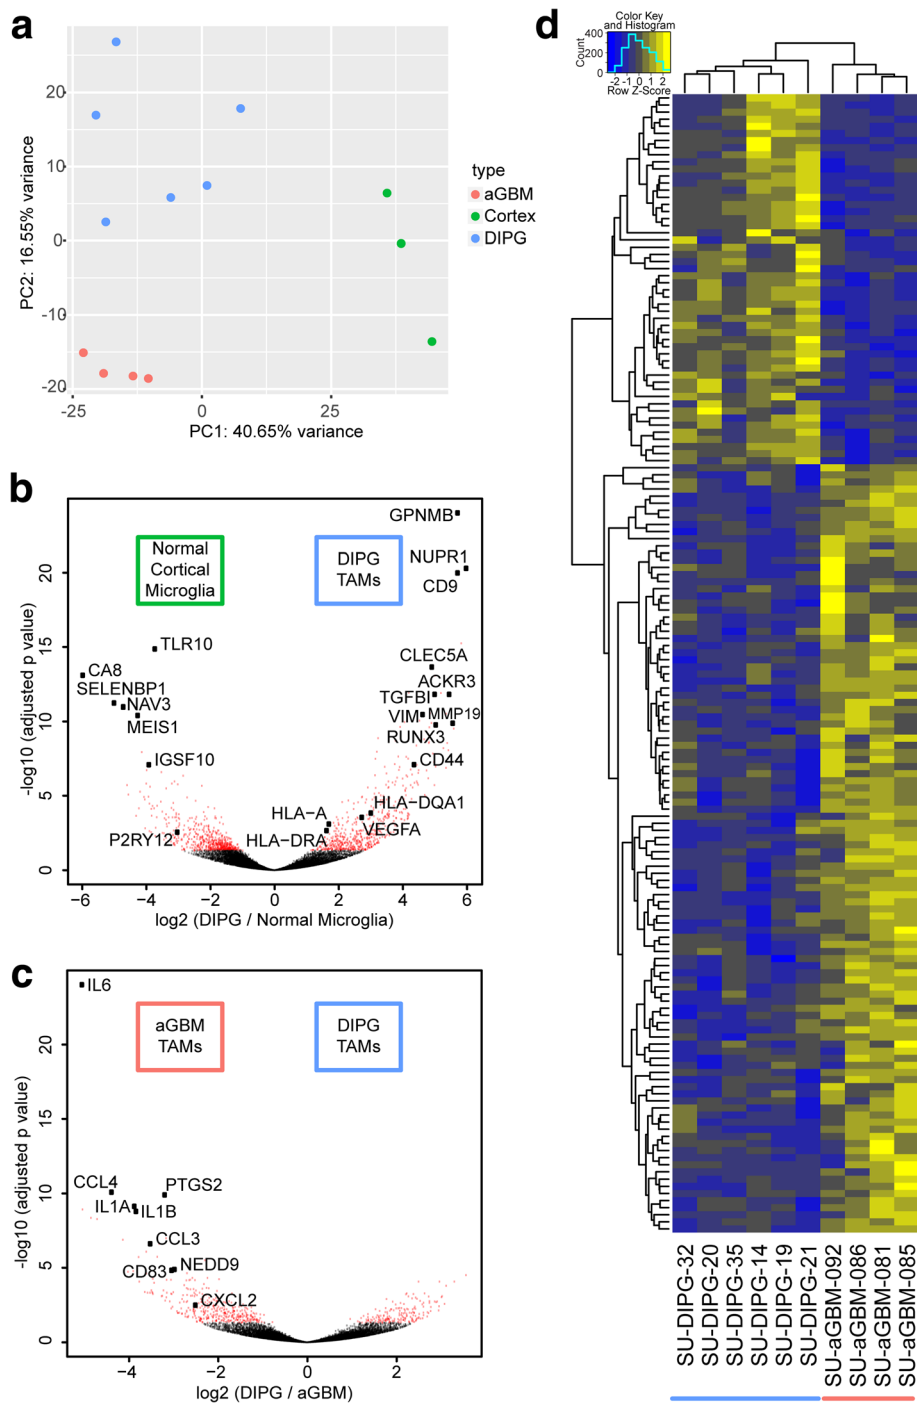 a
20
10
0
-10
-20
-25
0
25
PC2: 16.55% variance
PC1: 40.65% variance
type
aGBM
Cortex
DIPG
b
Normal
Cortical
Microglia
DIPG
TAMs
GPNMB
NUPR1
CD9
TLR10
CA8
SELENBP1
NAV3
MEIS1
IGSF10
P2RY12
CLEC5A
ACKR3
TGFBI
VIM
MMP19
RUNX3
CD44
HLA−DQA1
HLA−A
VEGFA
HLA−DRA
20
15
10
5
0
-log10 (adjusted p value)
−6
−4
−2
0
2
4
6
log2 (DIPG / Normal Microglia)
c
IL6
aGBM
TAMs
DIPG
TAMs
CCL4
PTGS2
IL1A
IL1B
CCL3
CD83
NEDD9
CXCL2
20
15
10
5
0
-log10 (adjusted p value)
−4
−2
0
2
log2 (DIPG / aGBM)
d
Color Key
and Histogram
400
200
0
Count
-2 -1 0 1 2
Row Z-Score
SU-DIPG-32
SU-DIPG-20
SU-DIPG-35
SU-DIPG-14
SU-DIPG-19
SU-DIPG-21
SU-aGBM-092
SU-aGBM-086
SU-aGBM-081
SU-aGBM-085